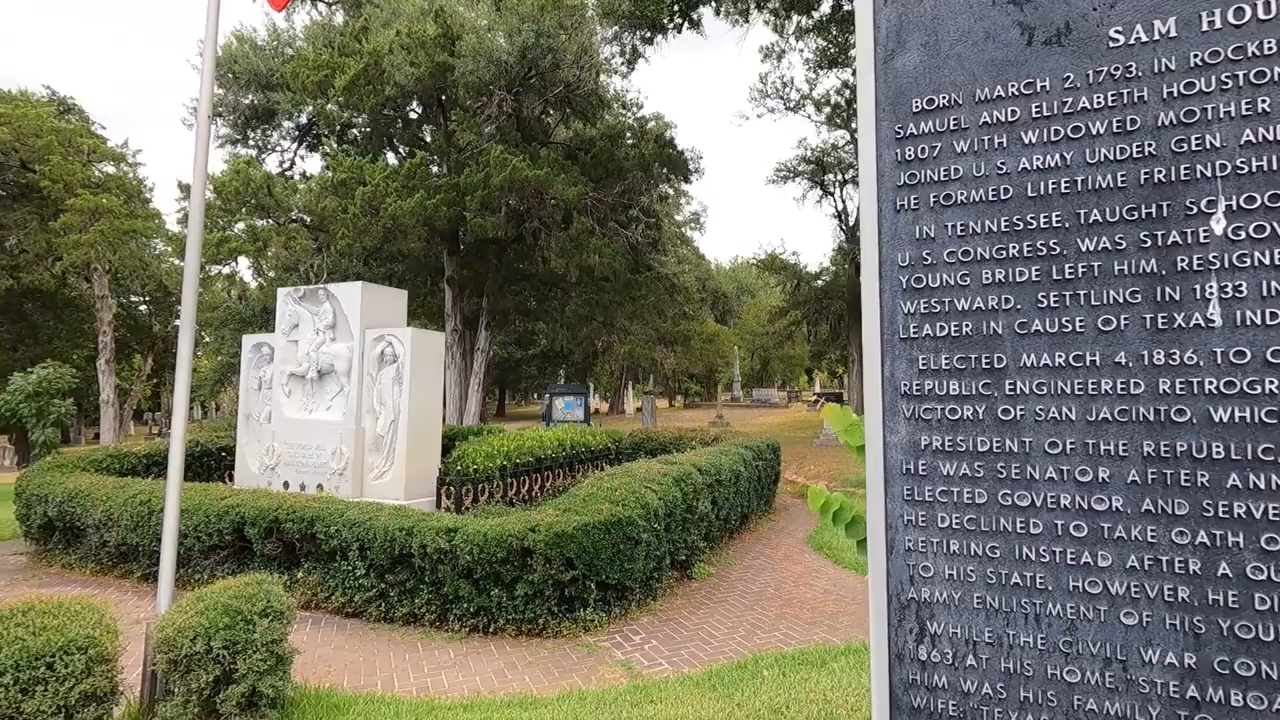 SAM HOU
BORN MARCH 2, 1793, IN ROCKB
SAMUEL AND ELIZABETH HOUSTON
1807 WITH WIDOWED MOTHER
JOINED U. S. ARMY UNDER GEN. AN
HE FORMED LIFETIME FRIENDSHI
IN TENNESSEE, TAUGHT SCHOO
U. S. CONGRESS, WAS STATE GOV
YOUNG BRIDE LEFT HIM, RESIGNE
WESTWARD. SETTLING IN 1833 IN
LEADER IN CAUSE OF TEXAS IND
ELECTED MARCH 4, 1836, TO C
REPUBLIC, ENGINEERED RETROGR
VICTORY OF SAN JACINTO, WHIC
PRESIDENT OF THE REPUBLIC,
HE WAS SENATOR AFTER ANN
ELECTED GOVERNOR, AND SERVE
HE DECLINED TO TAKE OATH O
RETIRING INSTEAD AFTER A QU
TO HIS STATE. HOWEVER, HE DI
ARMY ENLISTMENT OF HIS YOU
WHILE THE CIVIL WAR CON
1863, AT HIS HOME, "STEAMBOA
HIM WAS HIS FAMILY, T
WIFE: "TEXAS